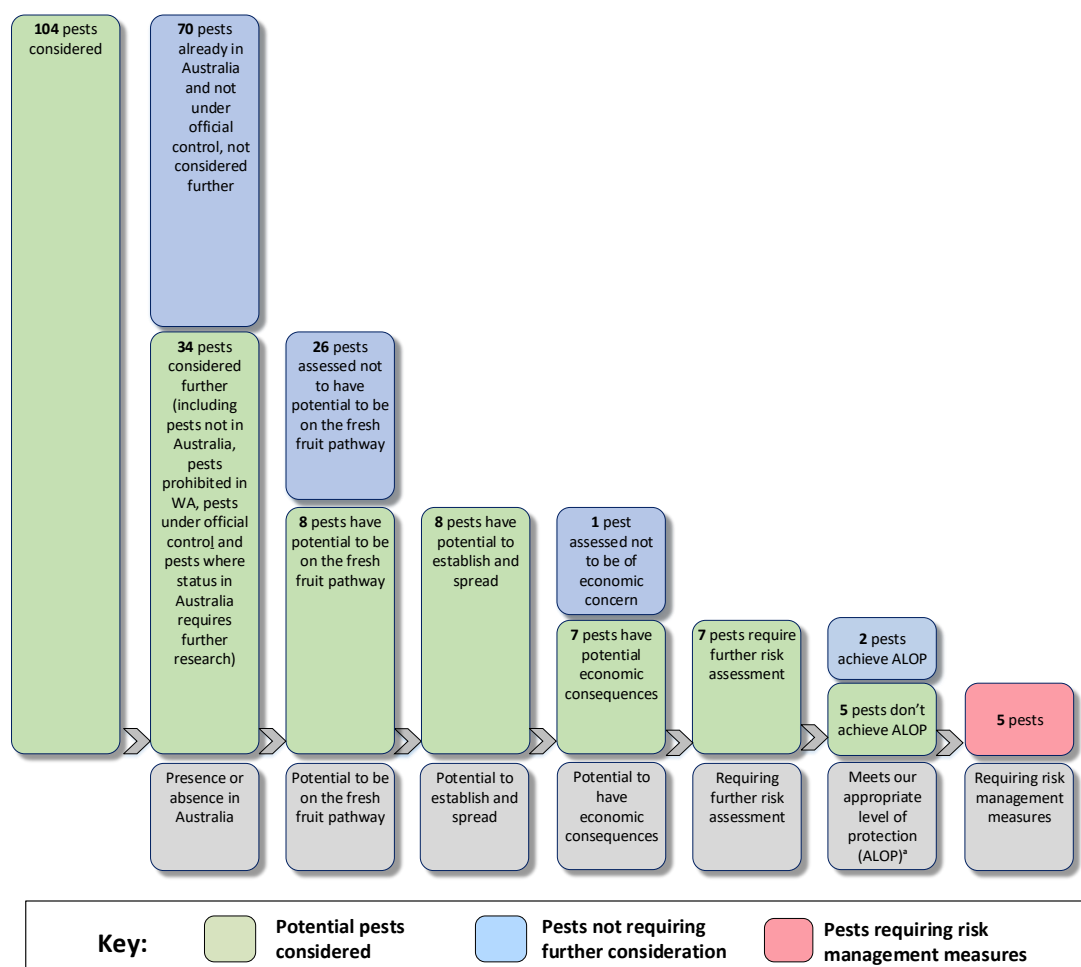 104 pests
considered
70 pests
already in
Australia
and not
under
official
control, not
considered
further
34 pests
considered
further
(including
pests not in
Australia,
pests
prohibited in
WA, pests
under official
control and
pests where
status in
Australia
requires
further
research)
26 pests
assessed not
to have
potential to be
on the fresh
fruit pathway
8 pests have
potential to be
on the fresh
fruit pathway
8 pests have
potential to
establish and
spread
1 pest
assessed not
to be of
economic
concern
7 pests have
potential
economic
consequences
7 pests require
further risk
assessment
2 pests
achieve ALOP
5 pests don’t
achieve ALOP
5 pests
Presence or
absence in
Australia
Potential to be
on the fresh
fruit pathway
Potential to
establish and
spread
Potential to
have
economic
consequences
Requiring
further risk
assessment
Meets our
appropriate
level of
protection
(ALOP)ª
Requiring risk
management
measures
Key:
Potential pests
considered
Pests not requiring
further consideration
Pests requiring risk
management measures